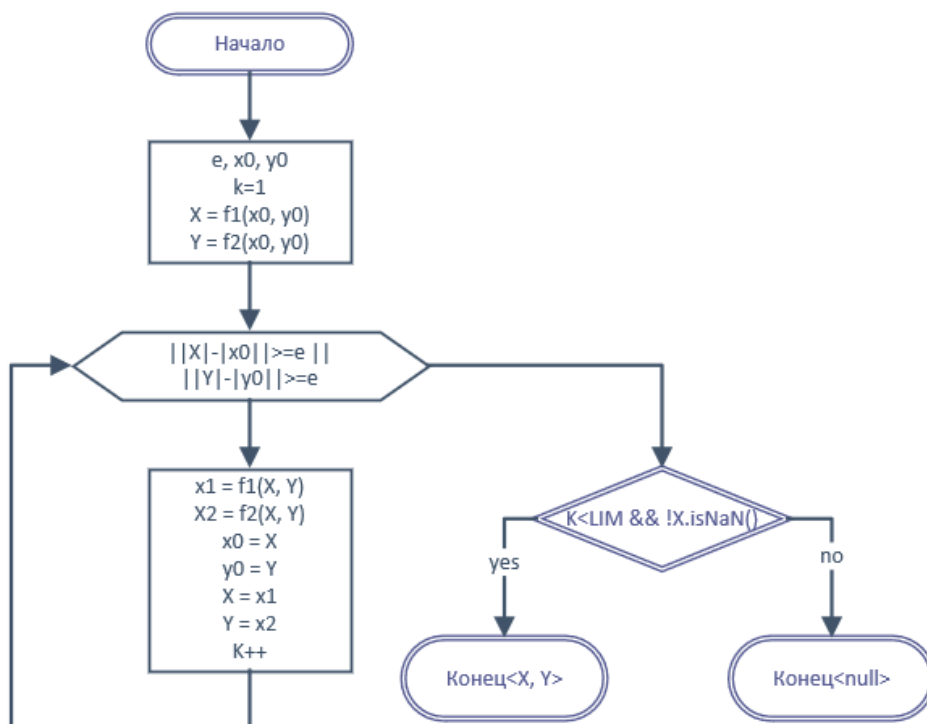 Начало
e, x0, y0
k=1
X = f1(x0, y0)
Y = f2(x0, y0)
||X|-|x0||>=e ||
||Y|-|y0||>=e
x1 = f1(X, Y)
X2 = f2(X, Y)
x0 = X
y0 = Y
X = x1
Y = x2
K++
K<LIM && !X.isNaN()
yes
no
Конец<X, Y>
Конец<null>